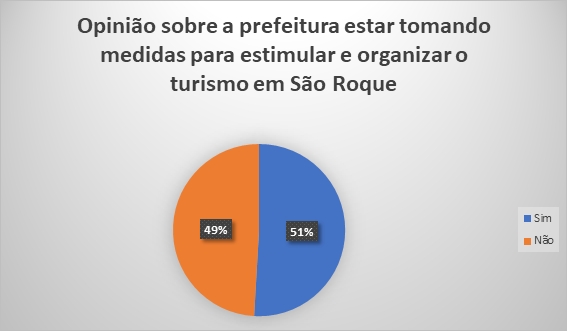 Opinião sobre a prefeitura estar tomando
medidas para estimular e organizar o
turismo em São Roque
49%
51%
Sim
Não